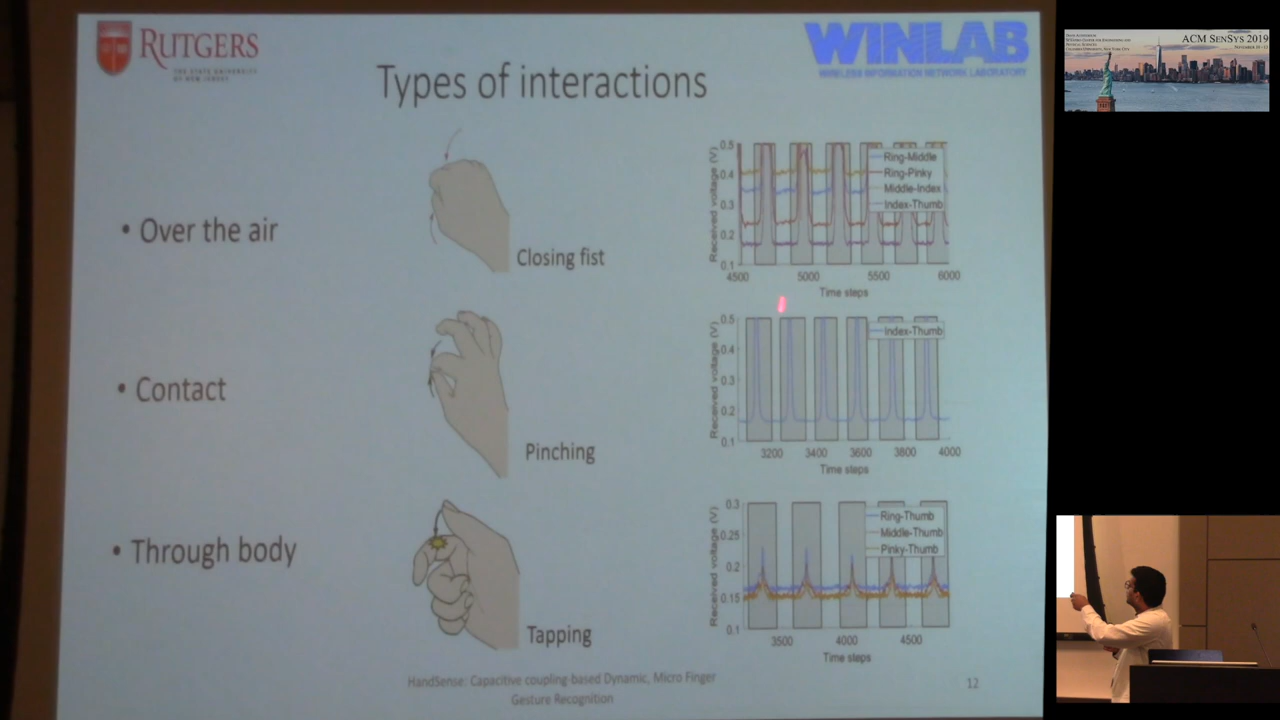 RUTGERS
THE STATE UNIVERSITY
OF NEW JERSEY
WINLAB
WIRELESS INFORMATION NETWORK LABORATORY
Types of interactions
• Over the air
Closing fist
Received voltage (V)
0.5
0.4
0.3
0.2
0.1
4500
5000
5500
6000
Time steps
Ring-Middle
Ring-Pinky
Middle-Index
Index-Thumb
• Contact
Pinching
Received voltage (V)
0.5
0.4
0.3
0.2
0.1
3200
3400
3600
3800
4000
Time steps
Index-Thumb
• Through body
Tapping
Received voltage (V)
0.3
0.25
0.2
0.15
0.1
3500
4000
4500
Time steps
Ring-Thumb
Middle-Thumb
Pinky-Thumb
HandSense: Capacitive coupling-based Dynamic, Micro Finger
Gesture Recognition
12
ACM SENSYS 2019